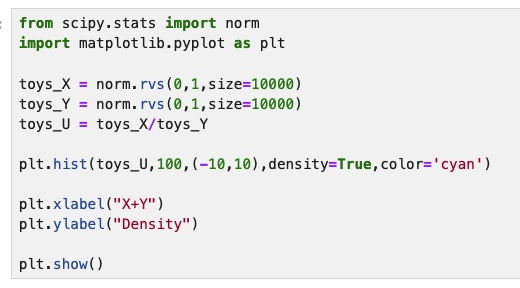 from scipy.stats import norm
import matplotlib.pyplot as plt
toys_X = norm.rvs(0,1,size=10000)
toys_Y = norm.rvs(0,1,size=10000)
toys_U = toys_X/toys_Y
plt.hist(toys_U,100,(-10,10),density=True,color='cyan')
plt.xlabel("X+Y")
plt.ylabel("Density")
plt.show()